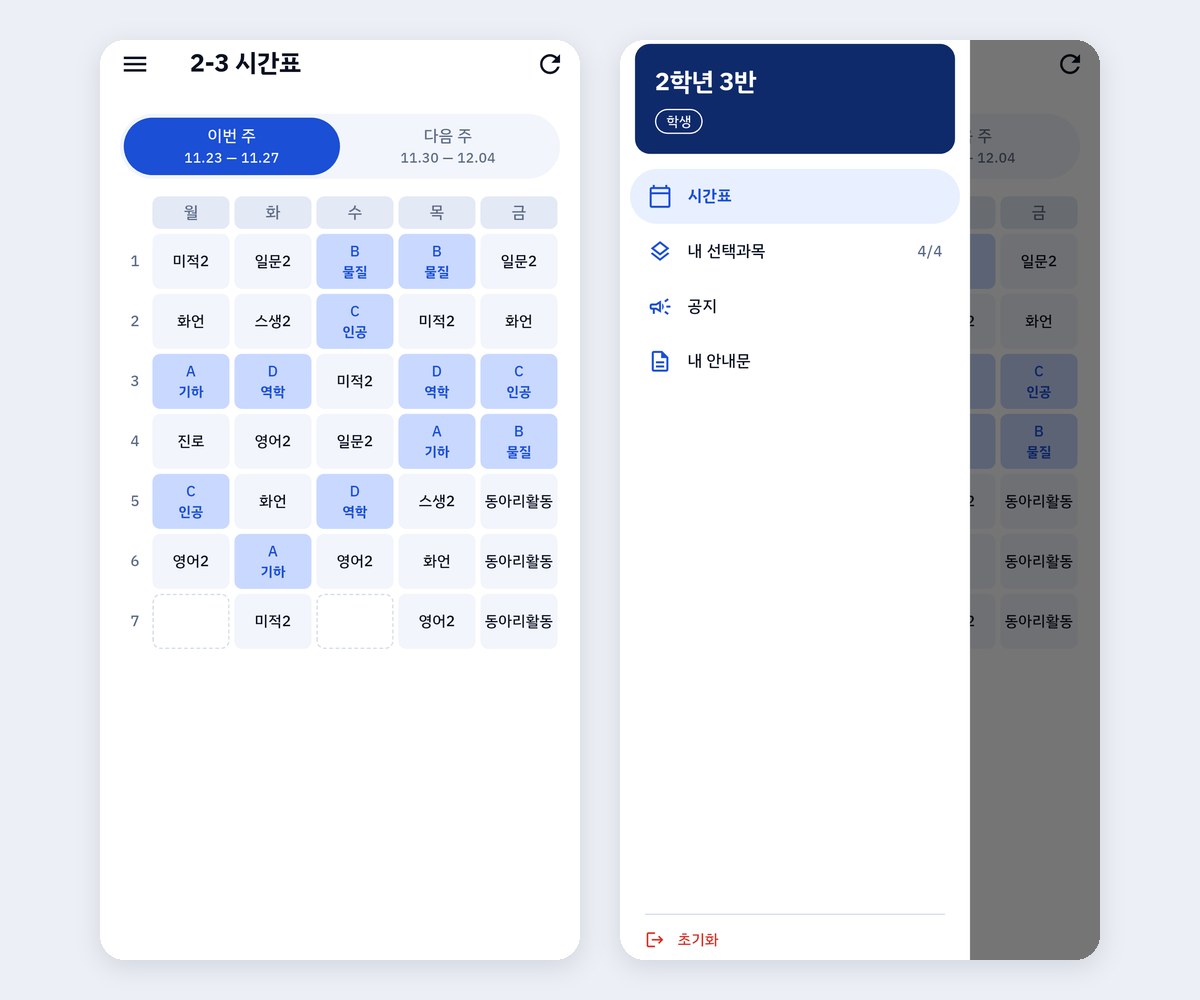 2-3 시간표
이번 주
11.23 — 11.27
다음 주
11.30 — 12.04
월 화 수 목 금
1 미적2 일문2 B 물질 B 물질 일문2
2 화언 스생2 C 인공 미적2 화언
3 A 기하 D 역학 미적2 D 역학 C 인공
4 진로 영어2 일문2 A 기하 B 물질
5 C 인공 화언 D 역학 스생2 동아리활동
6 영어2 A 기하 영어2 화언 동아리활동
7 미적2 영어2 동아리활동
2학년 3반
학생
시간표
내 선택과목 4/4
공지
내 안내문
초기화
주
12.04
금
일문2
2 화언
C 인공
B 물질
2 동아리활동
동아리활동
2 동아리활동